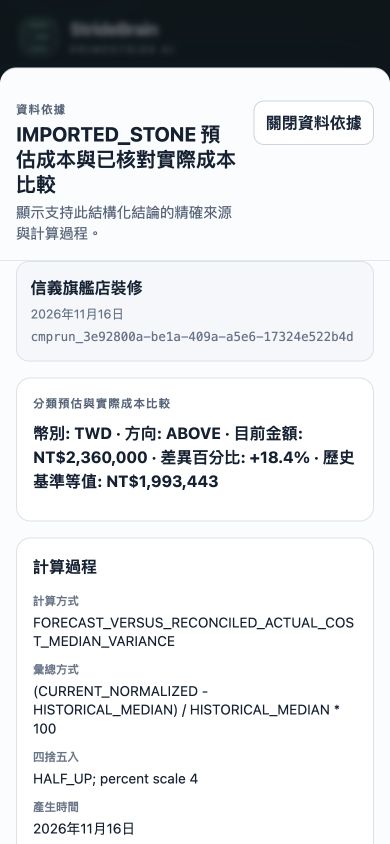 StrideBrain
資料依據
關閉資料依據
IMPORTED_STONE 預
估成本與已核對實際成本
比較
顯示支持此結構化結論的精確來源
與計算過程。
信義旗艦店裝修
2026年11月16日
cmprun_3e92800a-be1a-409a-a5e6-17324e522b4d
分類預估與實際成本比較
幣別: TWD · 方向: ABOVE · 目前金額:
NT$2,360,000 · 差異百分比: +18.4% · 歷史
基準等值: NT$1,993,443
計算過程
計算方式
FORECAST_VERSUS_RECONCILED_ACTUAL_COS
T_MEDIAN_VARIANCE
彙總方式
(CURRENT_NORMALIZED -
HISTORICAL_MEDIAN) / HISTORICAL_MEDIAN *
100
四捨五入
HALF_UP; percent scale 4
產生時間
2026年11月16日